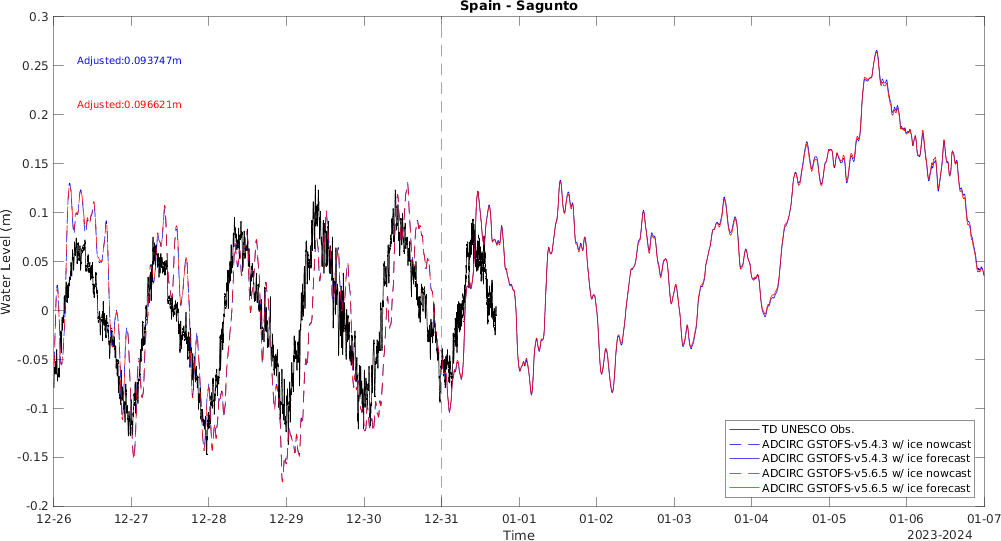 Spain - Sagunto
Adjusted:0.093747m
Adjusted:0.096621m
Water Level (m)
0.3
0.25
0.2
0.15
0.1
0.05
0
-0.05
-0.1
-0.15
-0.2
TD UNESCO Obs.
ADCIRC GSTOFS-v5.4.3 w/ ice nowcast
ADCIRC GSTOFS-v5.4.3 w/ ice forecast
ADCIRC GSTOFS-v5.6.5 w/ ice nowcast
ADCIRC GSTOFS-v5.6.5 w/ ice forecast
12-26 12-27 12-28 12-29 12-30 12-31 01-01 01-02 01-03 01-04 01-05 01-06 01-07
Time
2023-2024